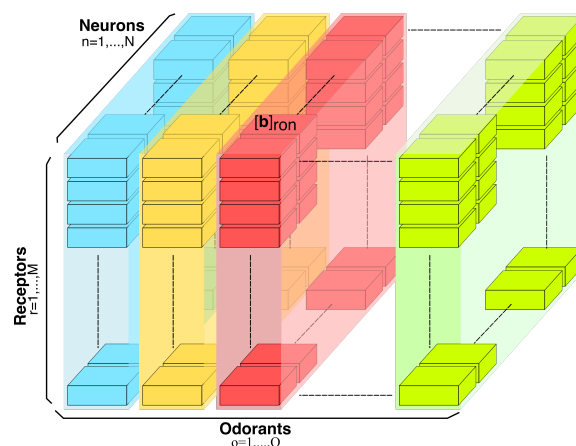 Neurons
n=1,...,N
[b]ron
Receptors
r=1,...,M
Odorants
o=1,...,O